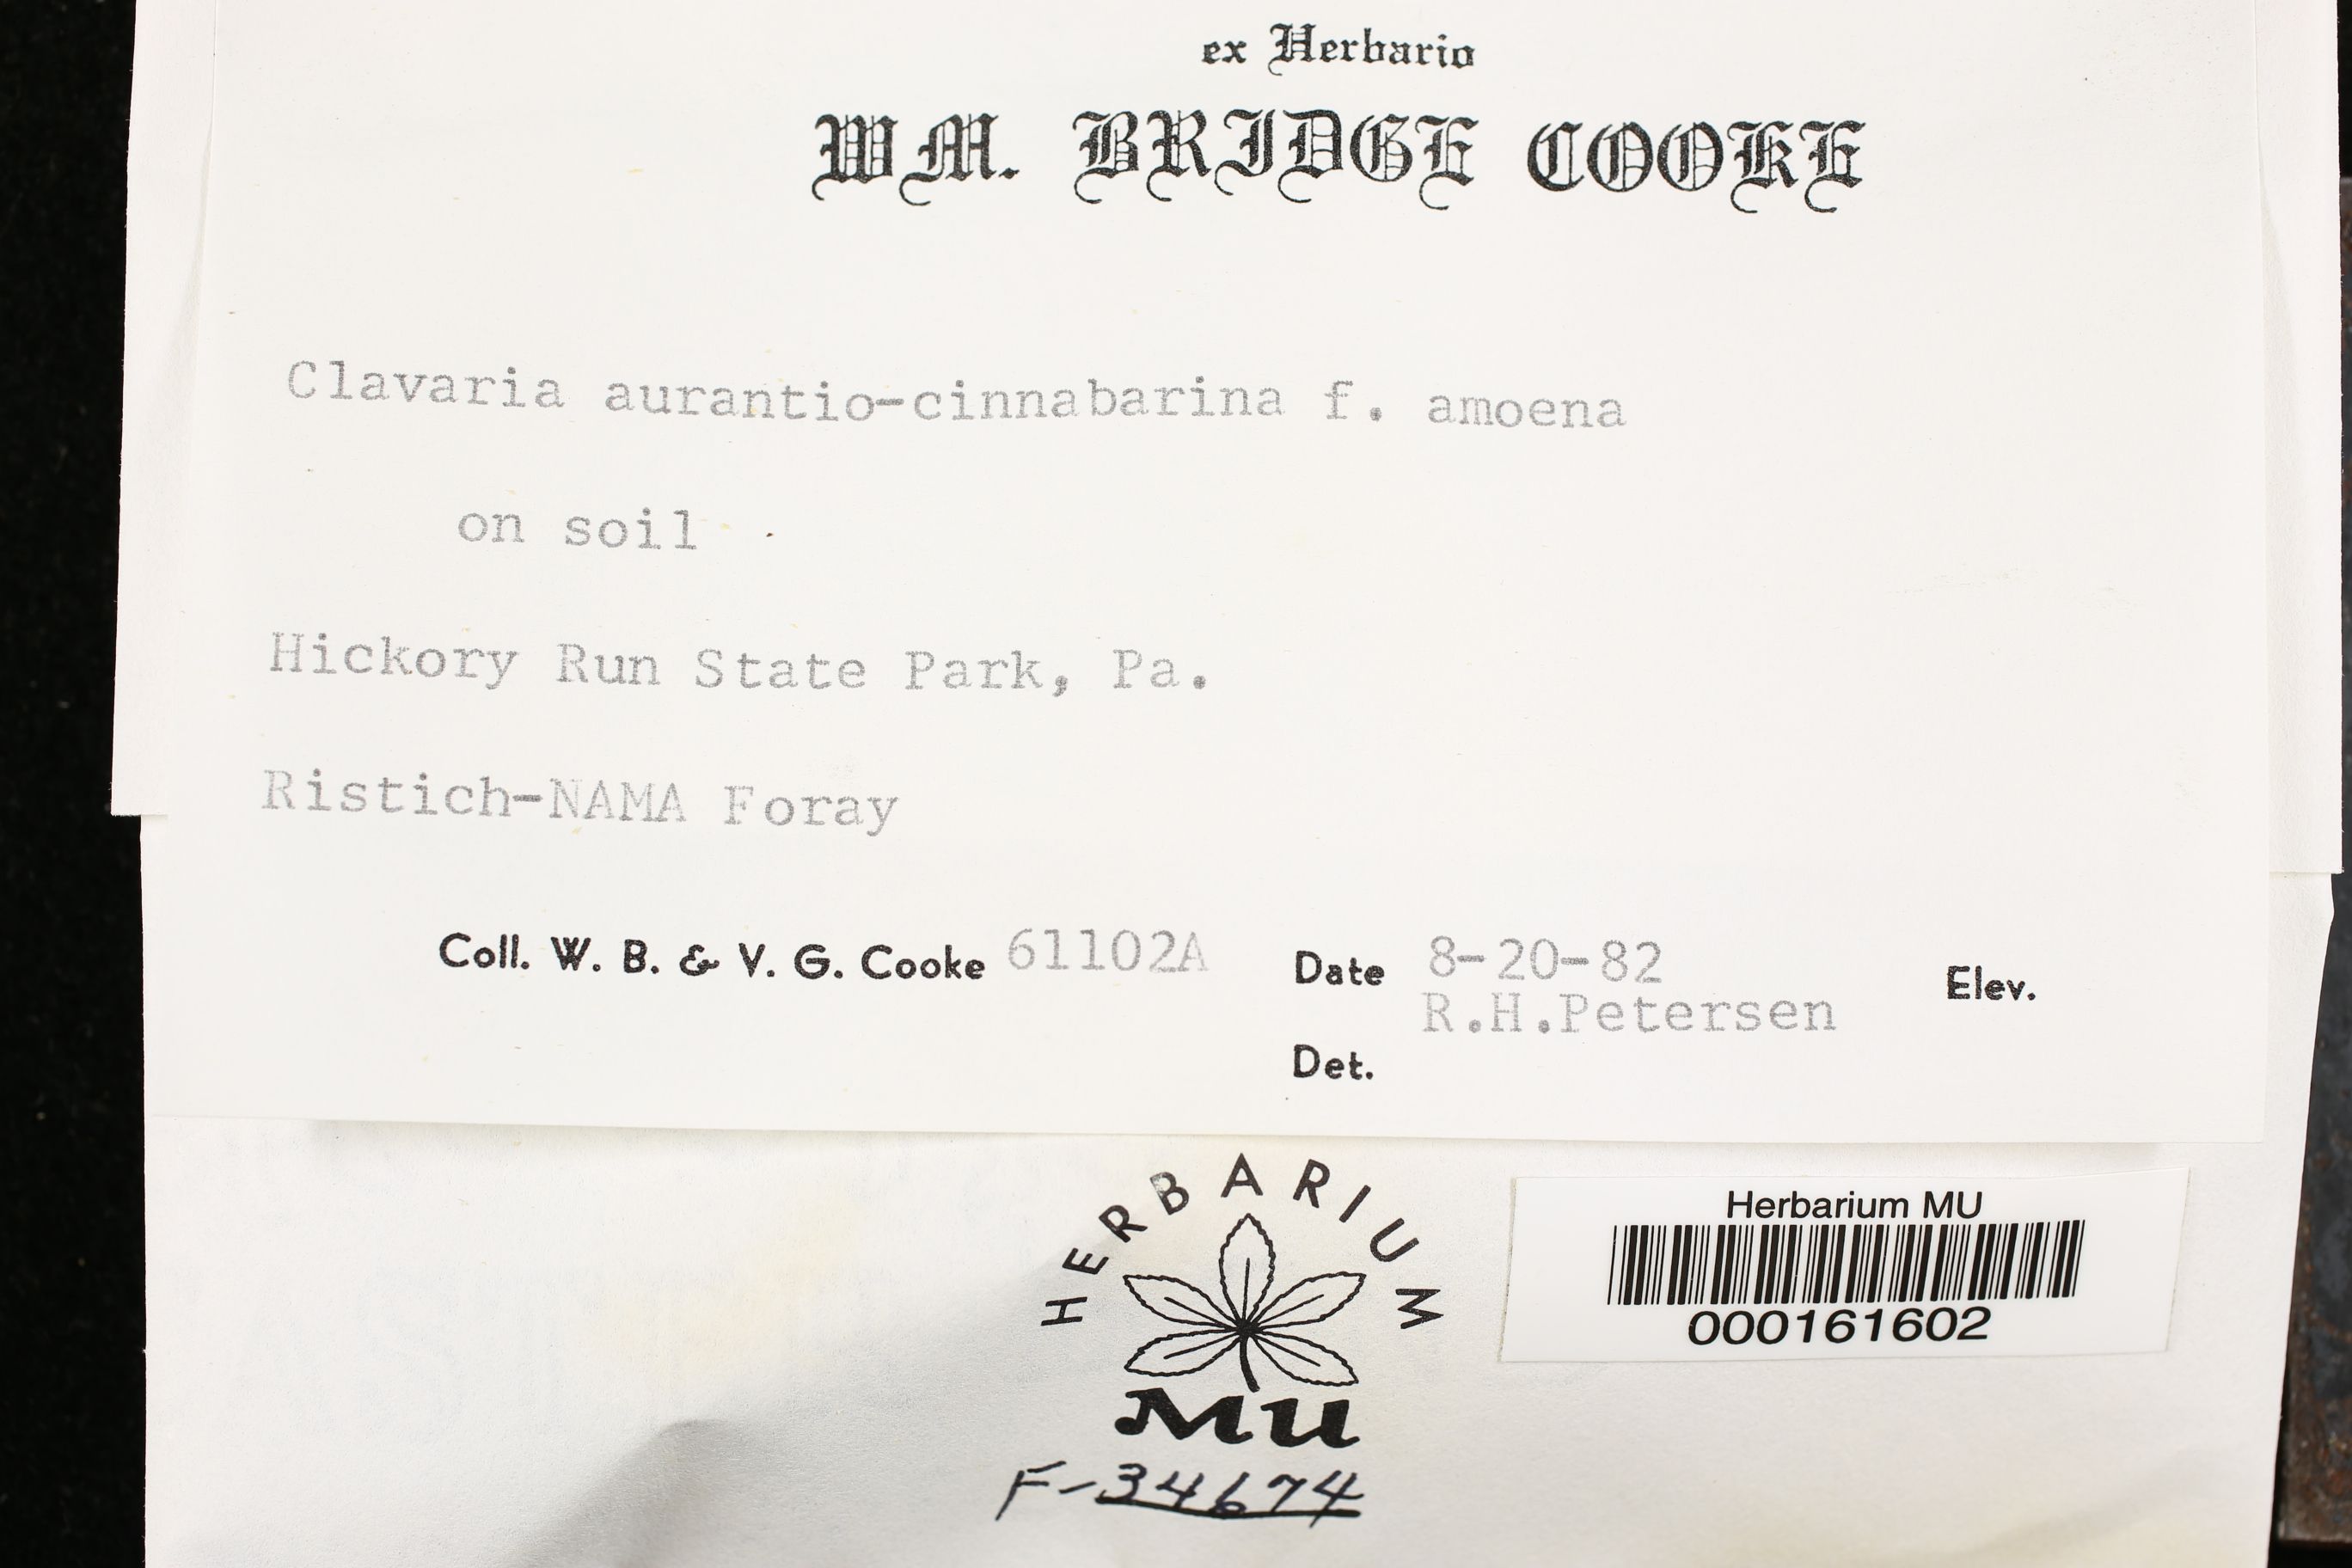 ex Herbario
WM. BRIDGE COOKE
Clavaria aurantio-cinnabarina f. amoena
on soil
Hickory Run State Park, Pa.
Ristich-NAMA Foray
Coll. W. B. & V. G. Cooke 61102A Date 8-20-82 Elev.
R.H.Petersen
Det.
HERBARIUM
MU
F-34674
Herbarium MU
000161602